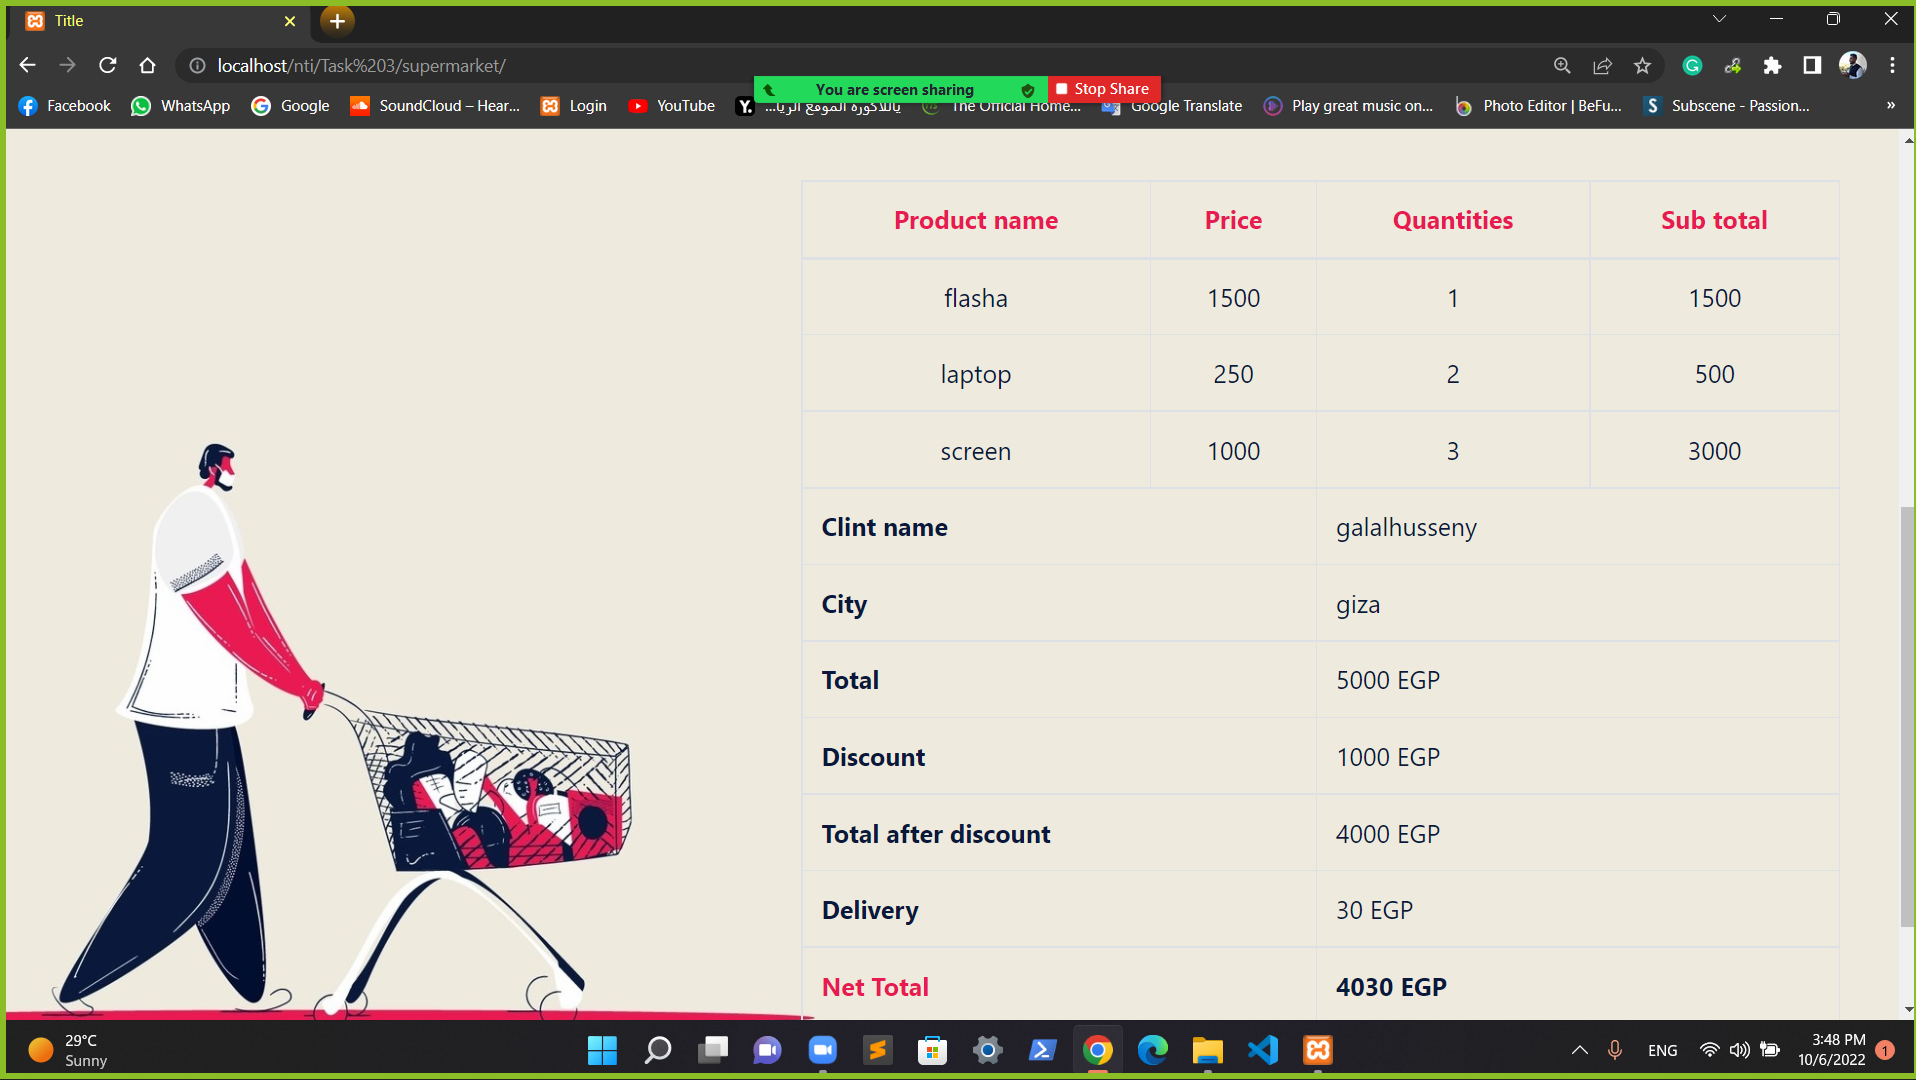 Title
localhost/nti/Task%203/supermarket/
You are screen sharing Stop Share
Facebook WhatsApp Google SoundCloud – Hear... Login YouTube يالاكورة الموقع الريا... The Official Home... Google Translate Play great music on... Photo Editor | BeFu... Subscene - Passion... »
Product name Price Quantities Sub total
flasha 1500 1 1500
laptop 250 2 500
screen 1000 3 3000
Clint name galalhusseny
City giza
Total 5000 EGP
Discount 1000 EGP
Total after discount 4000 EGP
Delivery 30 EGP
Net Total 4030 EGP
29°C
Sunny
ENG
3:48 PM
10/6/2022
1